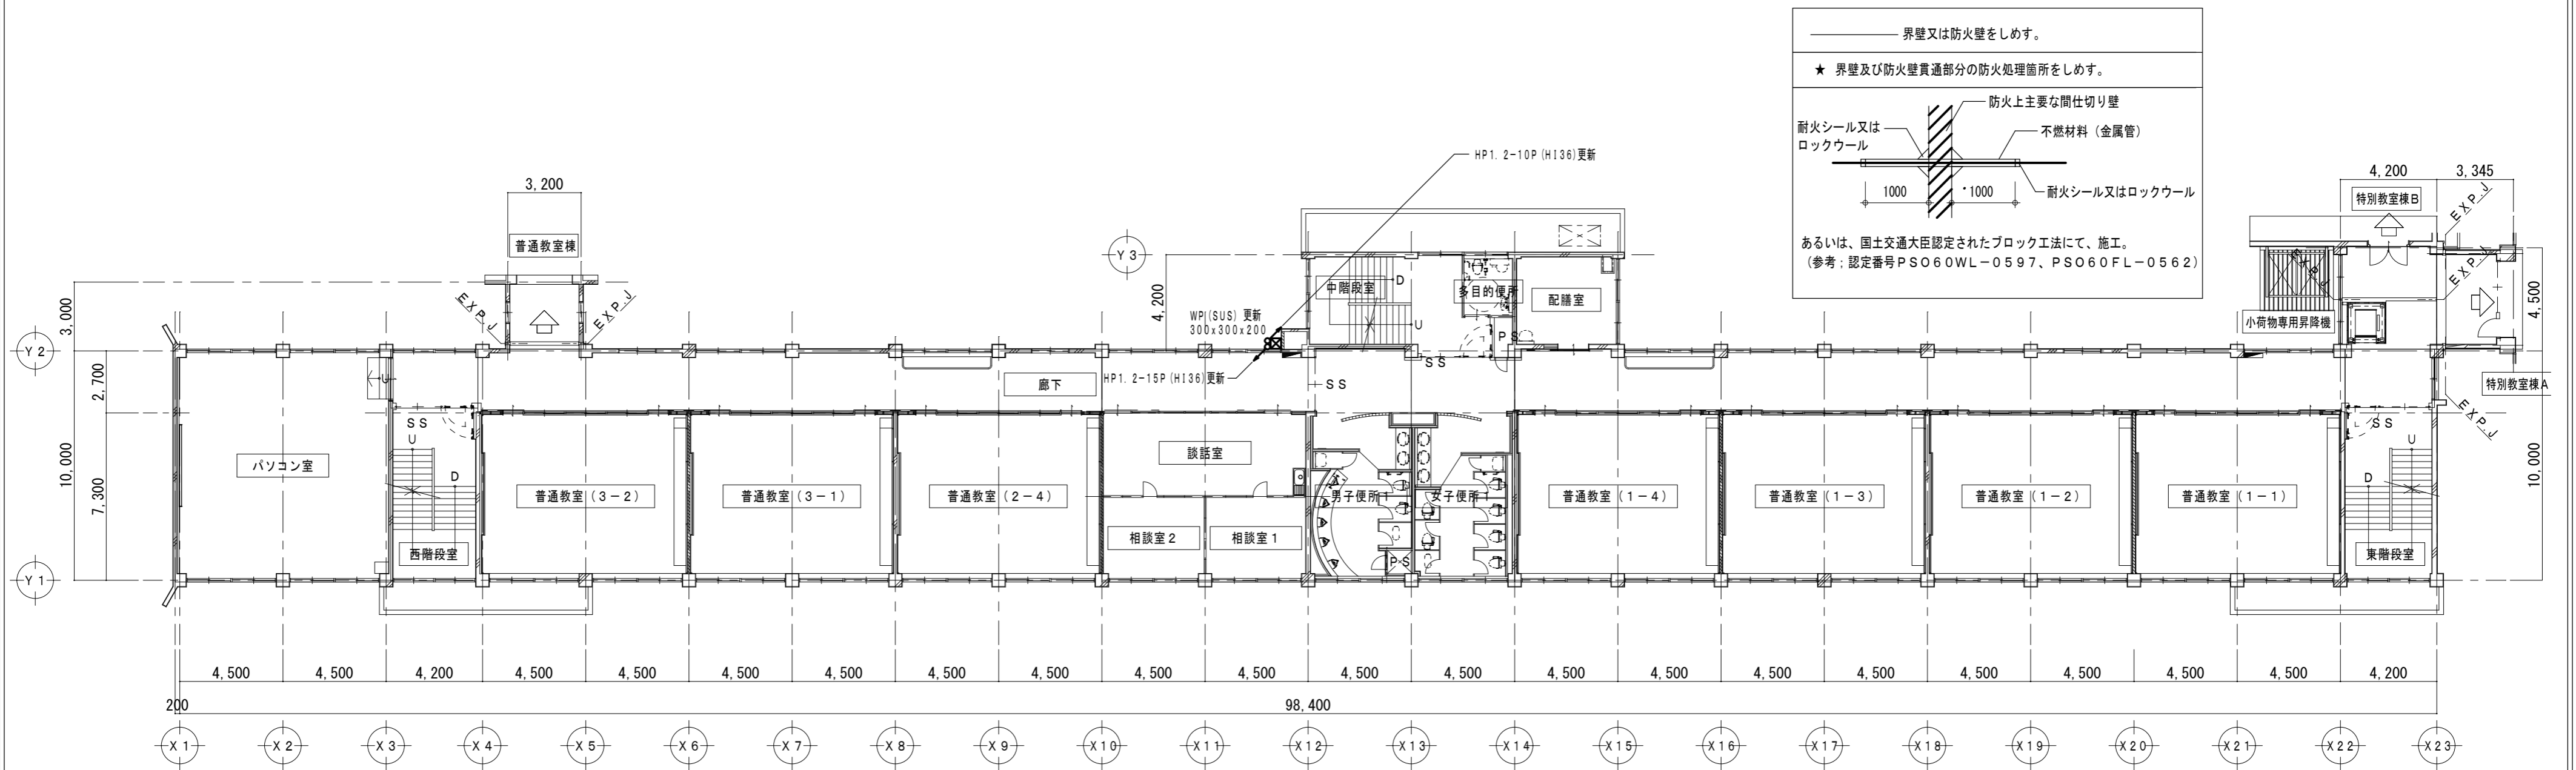 界壁又は防火壁をしめす。
★ 界壁及び防火壁貫通部分の防火処理箇所をしめす。
防火上主要な間仕切り壁
耐火シール又は
ロックウール
不燃材料（金属管）
1000
*1000
耐火シール又はロックウール
あるいは、国土交通大臣認定されたブロック工法にて、施工。
（参考；認定番号ＰＳＯ６０ＷＬ－０５９７、ＰＳＯ６０ＦＬ－０５６２）
HP1.2-10P(HI36)更新
WP(SUS) 更新
300x300x200
HP1.2-15P(HI36)更新
3,200
普通教室棟
EXP.J
EXP.J
3,000
Y2
2,700
10,000
7,300
Y1
Y3
4,200
中階段室
D
U
多目的便所
PS
配膳室
SS
SS
4,200
3,345
特別教室棟B
EXP.J
EXP.J
EXP.J
小荷物専用昇降機
4,500
特別教室棟A
EXP.J
10,000
廊下
U
SS
U
D
パソコン室
西階段室
普通教室（3－2）
普通教室（3－1）
普通教室（2－4）
談話室
相談室2
相談室1
男子便所1
女子便所1
PS
普通教室（1－4）
普通教室（1－3）
普通教室（1－2）
普通教室（1－1）
SS
U
D
東階段室
4,500 4,500 4,200 4,500 4,500 4,500 4,500 4,500 4,500 4,500 4,500 4,500 4,500 4,500 4,500 4,500 4,500 4,500 4,500 4,500 4,500 4,200
200
98,400
X1 X2 X3 X4 X5 X6 X7 X8 X9 X10 X11 X12 X13 X14 X15 X16 X17 X18 X19 X20 X21 X22 X23